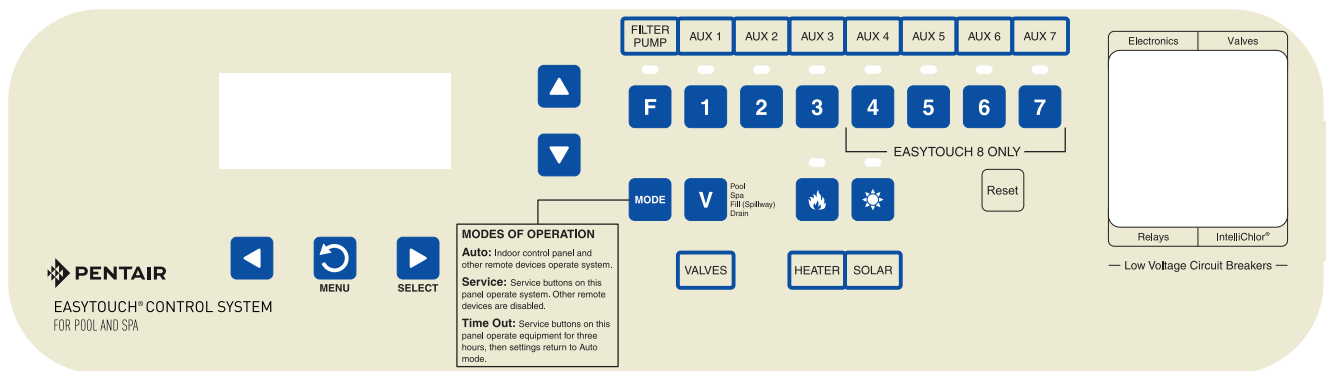 FILTER
PUMP
AUX 1
AUX 2
AUX 3
AUX 4
AUX 5
AUX 6
AUX 7
F
1
2
3
4
5
6
7
EASYTOUCH 8 ONLY
MODE
V
Pool
Spa
Fill (Spillway)
Drain
Reset
MODES OF OPERATION
Auto: Indoor control panel and
other remote devices operate system.
Service: Service buttons on this
panel operate system. Other remote
devices are disabled.
Time Out: Service buttons on this
panel operate equipment for three
hours, then settings return to Auto
mode.
VALVES
HEATER
SOLAR
MENU
SELECT
PENTAIR
EASYTOUCH® CONTROL SYSTEM
FOR POOL AND SPA
Electronics
Valves
Relays
IntelliChlor®
Low Voltage Circuit Breakers